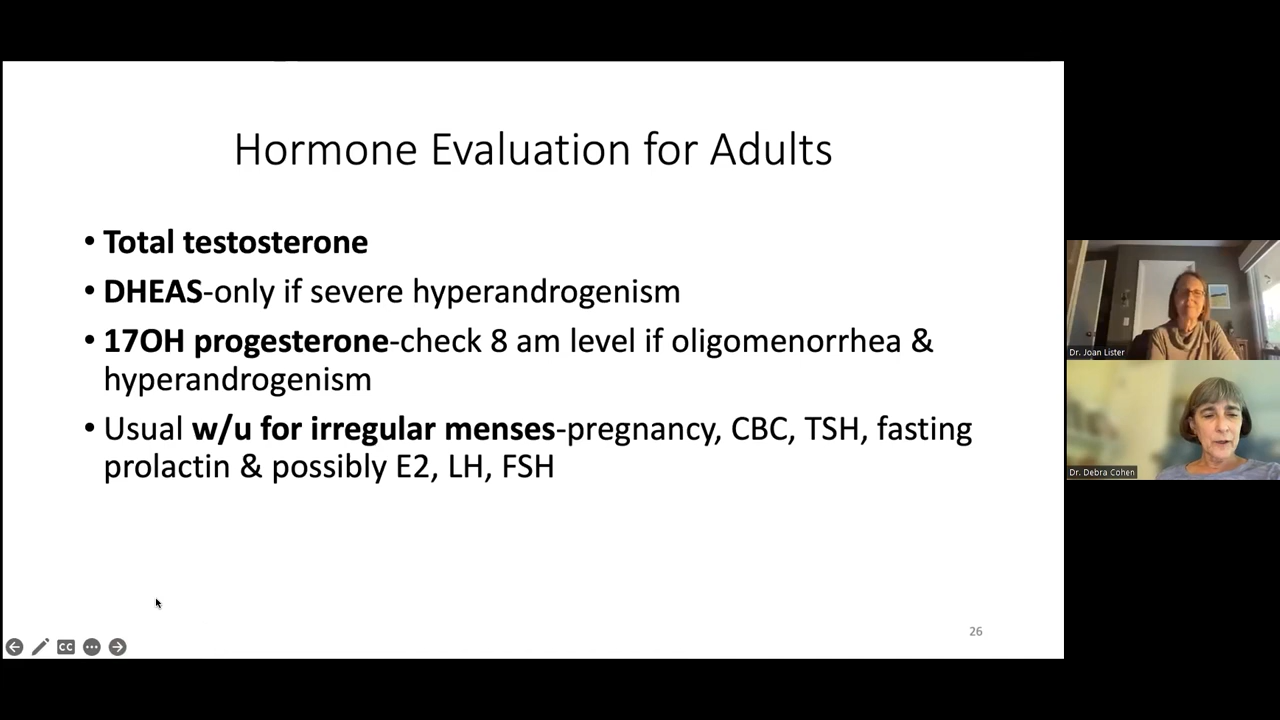 Hormone Evaluation for Adults
• Total testosterone
• DHEAS-only if severe hyperandrogenism
• 17OH progesterone-check 8 am level if oligomenorrhea &
hyperandrogenism
• Usual w/u for irregular menses-pregnancy, CBC, TSH, fasting
prolactin & possibly E2, LH, FSH
26
CC
Dr. Joan Lister
Dr. Debra Cohen